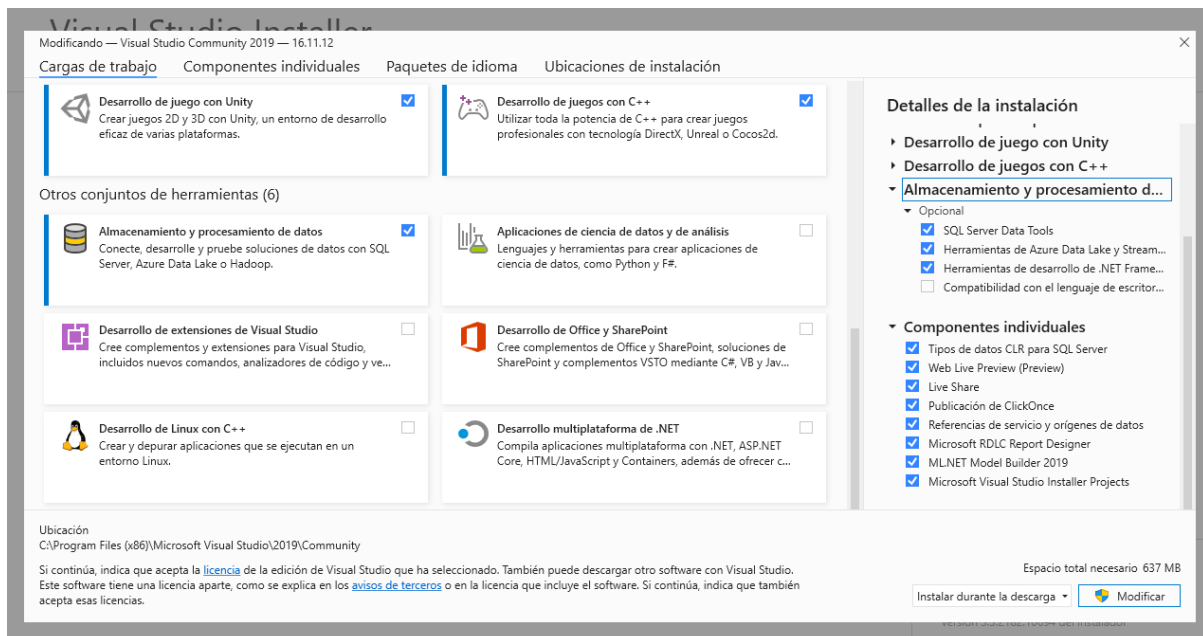 Visual Studio Installer
Modificando — Visual Studio Community 2019 — 16.11.12
Cargas de trabajo
Componentes individuales
Paquetes de idioma
Ubicaciones de instalación
Desarrollo de juego con Unity
Crear juegos 2D y 3D con Unity, un entorno de desarrollo
eficaz de varias plataformas.
Desarrollo de juegos con C++
Utilizar toda la potencia de C++ para crear juegos
profesionales con tecnología DirectX, Unreal o Cocos2d.
Otros conjuntos de herramientas (6)
Almacenamiento y procesamiento de datos
Conecte, desarrolle y pruebe soluciones de datos con SQL
Server, Azure Data Lake o Hadoop.
Aplicaciones de ciencia de datos y de análisis
Lenguajes y herramientas para crear aplicaciones de
ciencia de datos, como Python y F#.
Desarrollo de extensiones de Visual Studio
Cree complementos y extensiones para Visual Studio,
incluidos nuevos comandos, analizadores de código y ve...
Desarrollo de Office y SharePoint
Cree complementos de Office y SharePoint, soluciones de
SharePoint y complementos VSTO mediante C#, VB y Jav...
Desarrollo de Linux con C++
Crear y depurar aplicaciones que se ejecutan en un
entorno Linux.
Desarrollo multiplataforma de .NET
Compila aplicaciones multiplataforma con .NET, ASP.NET
Core, HTML/JavaScript y Containers, además de ofrecer c...
Detalles de la instalación
Desarrollo de juego con Unity
Desarrollo de juegos con C++
Almacenamiento y procesamiento d...
Opcional
SQL Server Data Tools
Herramientas de Azure Data Lake y Stream...
Herramientas de desarrollo de .NET Frame...
Compatibilidad con el lenguaje de escritor...
Componentes individuales
Tipos de datos CLR para SQL Server
Web Live Preview (Preview)
Live Share
Publicación de ClickOnce
Referencias de servicio y orígenes de datos
Microsoft RDLC Report Designer
ML.NET Model Builder 2019
Microsoft Visual Studio Installer Projects
Ubicación
C:\Program Files (x86)\Microsoft Visual Studio\2019\Community
Si continúa, indica que acepta la licencia de la edición de Visual Studio que ha seleccionado. También puede descargar otro software con Visual Studio.
Este software tiene una licencia aparte, como se explica en los avisos de terceros o en la licencia que incluye el software. Si continúa, indica que también
acepta esas licencias.
Espacio total necesario 637 MB
Instalar durante la descarga
Modificar